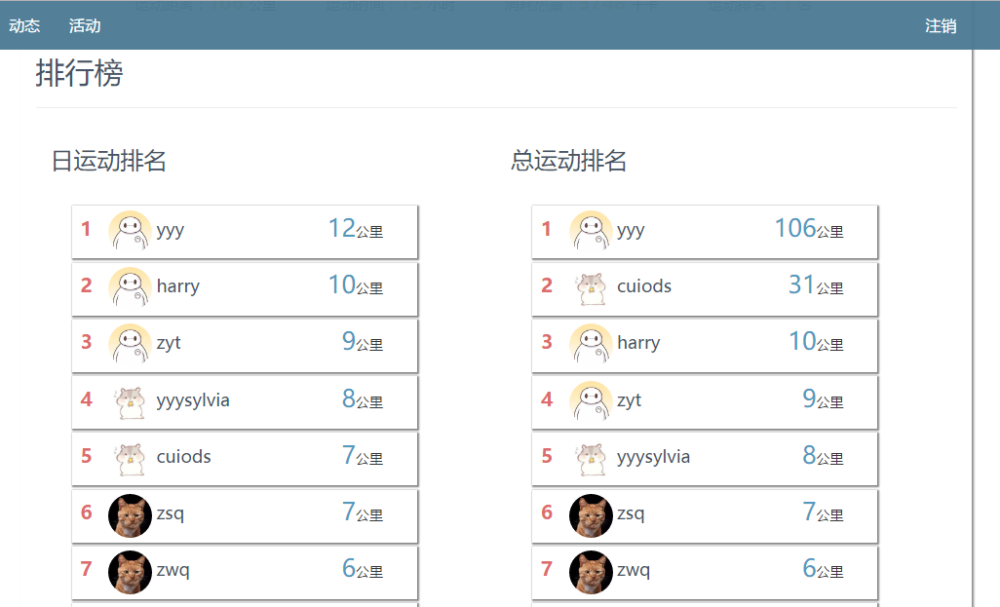 动态 活动 注销
排行榜
日运动排名
1 yyy 12公里
2 harry 10公里
3 zyt 9公里
4 yyysylvia 8公里
5 cuiods 7公里
6 zsq 7公里
7 zwq 6公里
总运动排名
1 yyy 106公里
2 cuiods 31公里
3 harry 10公里
4 zyt 9公里
5 yyysylvia 8公里
6 zsq 7公里
7 zwq 6公里